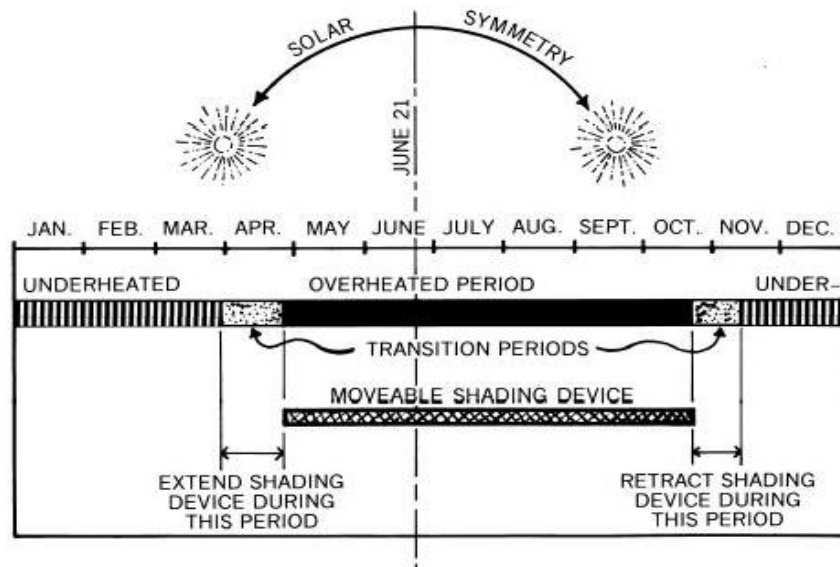 SOLAR SYMMETRY
JUNE 21
JAN. FEB. MAR. APR. MAY JUNE JULY AUG. SEPT. OCT. NOV. DEC.
UNDERHEATED OVERHEATED PERIOD UNDER–
TRANSITION PERIODS
MOVEABLE SHADING DEVICE
EXTEND SHADING
DEVICE DURING
THIS PERIOD
RETRACT SHADING
DEVICE DURING
THIS PERIOD